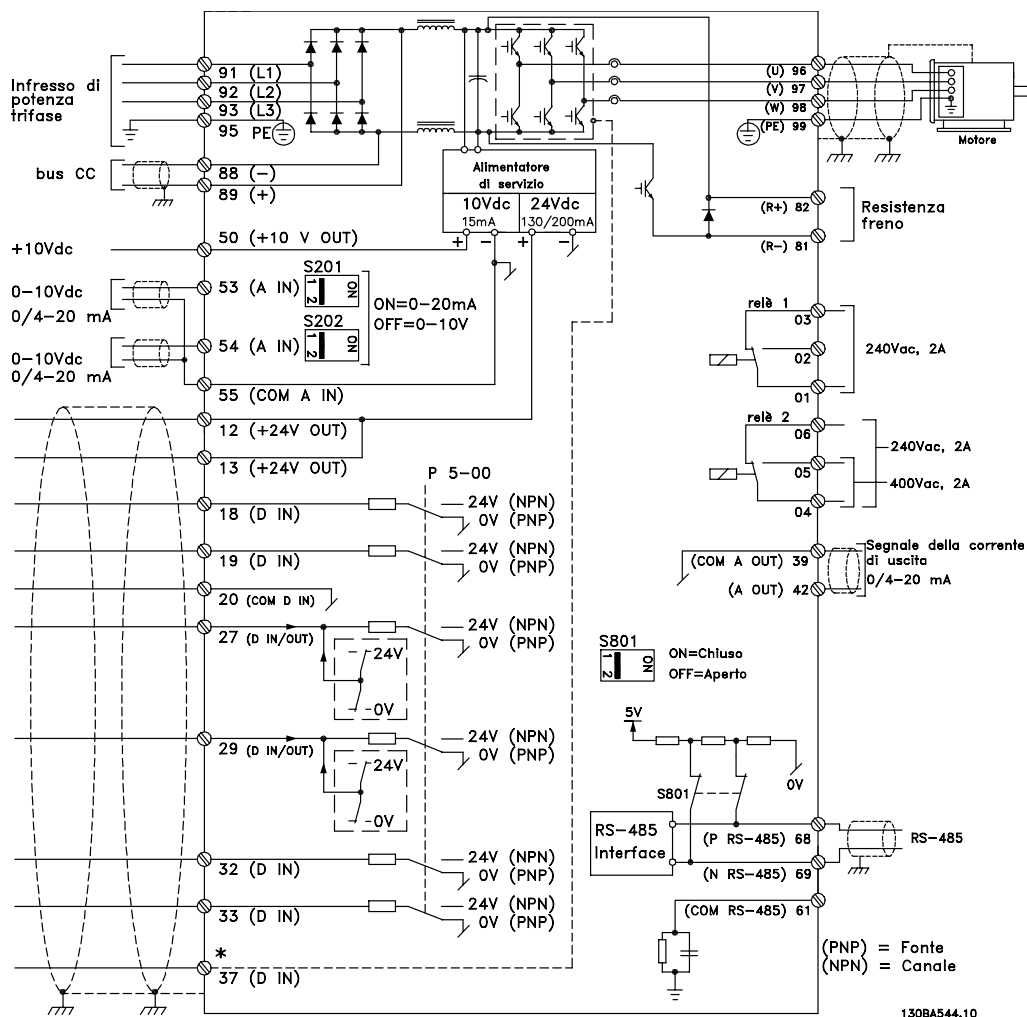 Infresso di
potenza
trifase
91 (L1)
92 (L2)
93 (L3)
95 PE
bus CC
88 (-)
89 (+)
+10Vdc
50 (+10 V OUT)
0-10Vdc
0/4-20 mA
53 (A IN)
S201
ON
1 2
S202
ON
1 2
ON=0-20mA
OFF=0-10V
0-10Vdc
0/4-20 mA
54 (A IN)
55 (COM A IN)
12 (+24V OUT)
13 (+24V OUT)
P 5-00
18 (D IN)
24V (NPN)
0V (PNP)
19 (D IN)
24V (NPN)
0V (PNP)
20 (COM D IN)
27 (D IN/OUT)
24V (NPN)
0V (PNP)
24V
0V
29 (D IN/OUT)
24V (NPN)
0V (PNP)
24V
0V
32 (D IN)
24V (NPN)
0V (PNP)
33 (D IN)
24V (NPN)
0V (PNP)
*
37 (D IN)
Alimentatore
di servizio
10Vdc
15mA
24Vdc
130/200mA
+ - + -
(U) 96
(V) 97
(W) 98
(PE) 99
Motore
(R+) 82
(R-) 81
Resistenza
freno
relè 1
03
02
01
240Vac, 2A
relè 2
06
05
04
240Vac, 2A
400Vac, 2A
(COM A OUT) 39
(A OUT) 42
Segnale della corrente
di uscita
0/4-20 mA
S801
ON
1 2
ON=Chiuso
OFF=Aperto
5V
S801
0V
RS-485
Interface
(P RS-485) 68
(N RS-485) 69
RS-485
(COM RS-485) 61
(PNP) = Fonte
(NPN) = Canale
130BA544.10